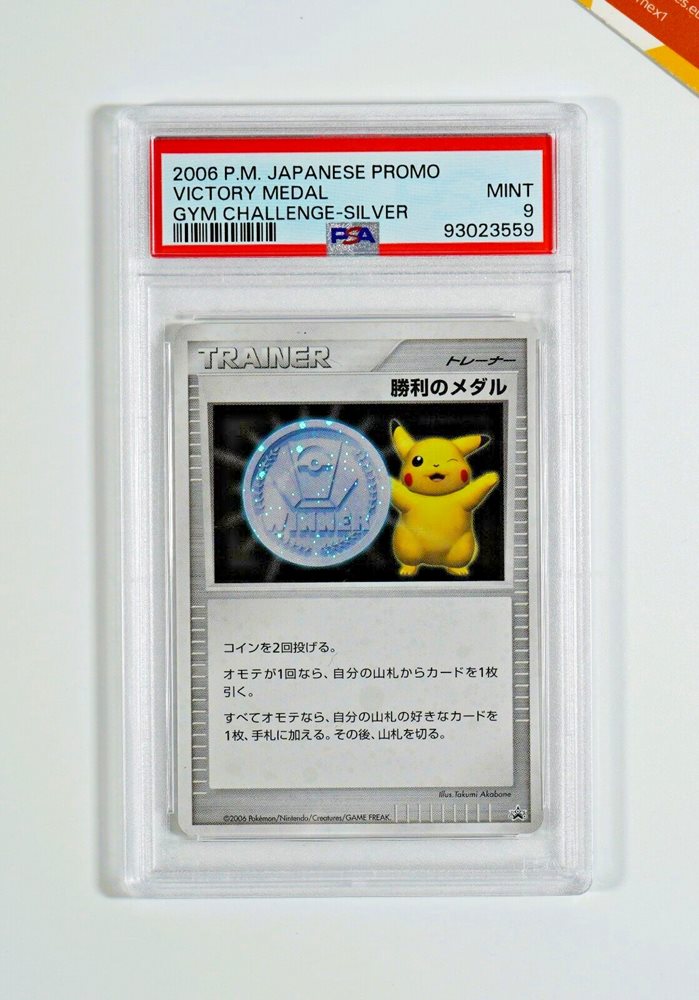 es.eu
mex1
2006 P.M. JAPANESE PROMO
VICTORY MEDAL MINT
GYM CHALLENGE-SILVER 9
PSA 93023559
TRAINER トレーナー
勝利のメダル
WINNER
コインを2回投げる。
オモテが1回なら、自分の山札からカードを1枚
引く。
すべてオモテなら、自分の山札の好きなカードを
1枚、手札に加える。その後、山札を切る。
Illus.Takumi Akabane
©2006 Pokémon/Nintendo/Creatures/GAME FREAK.